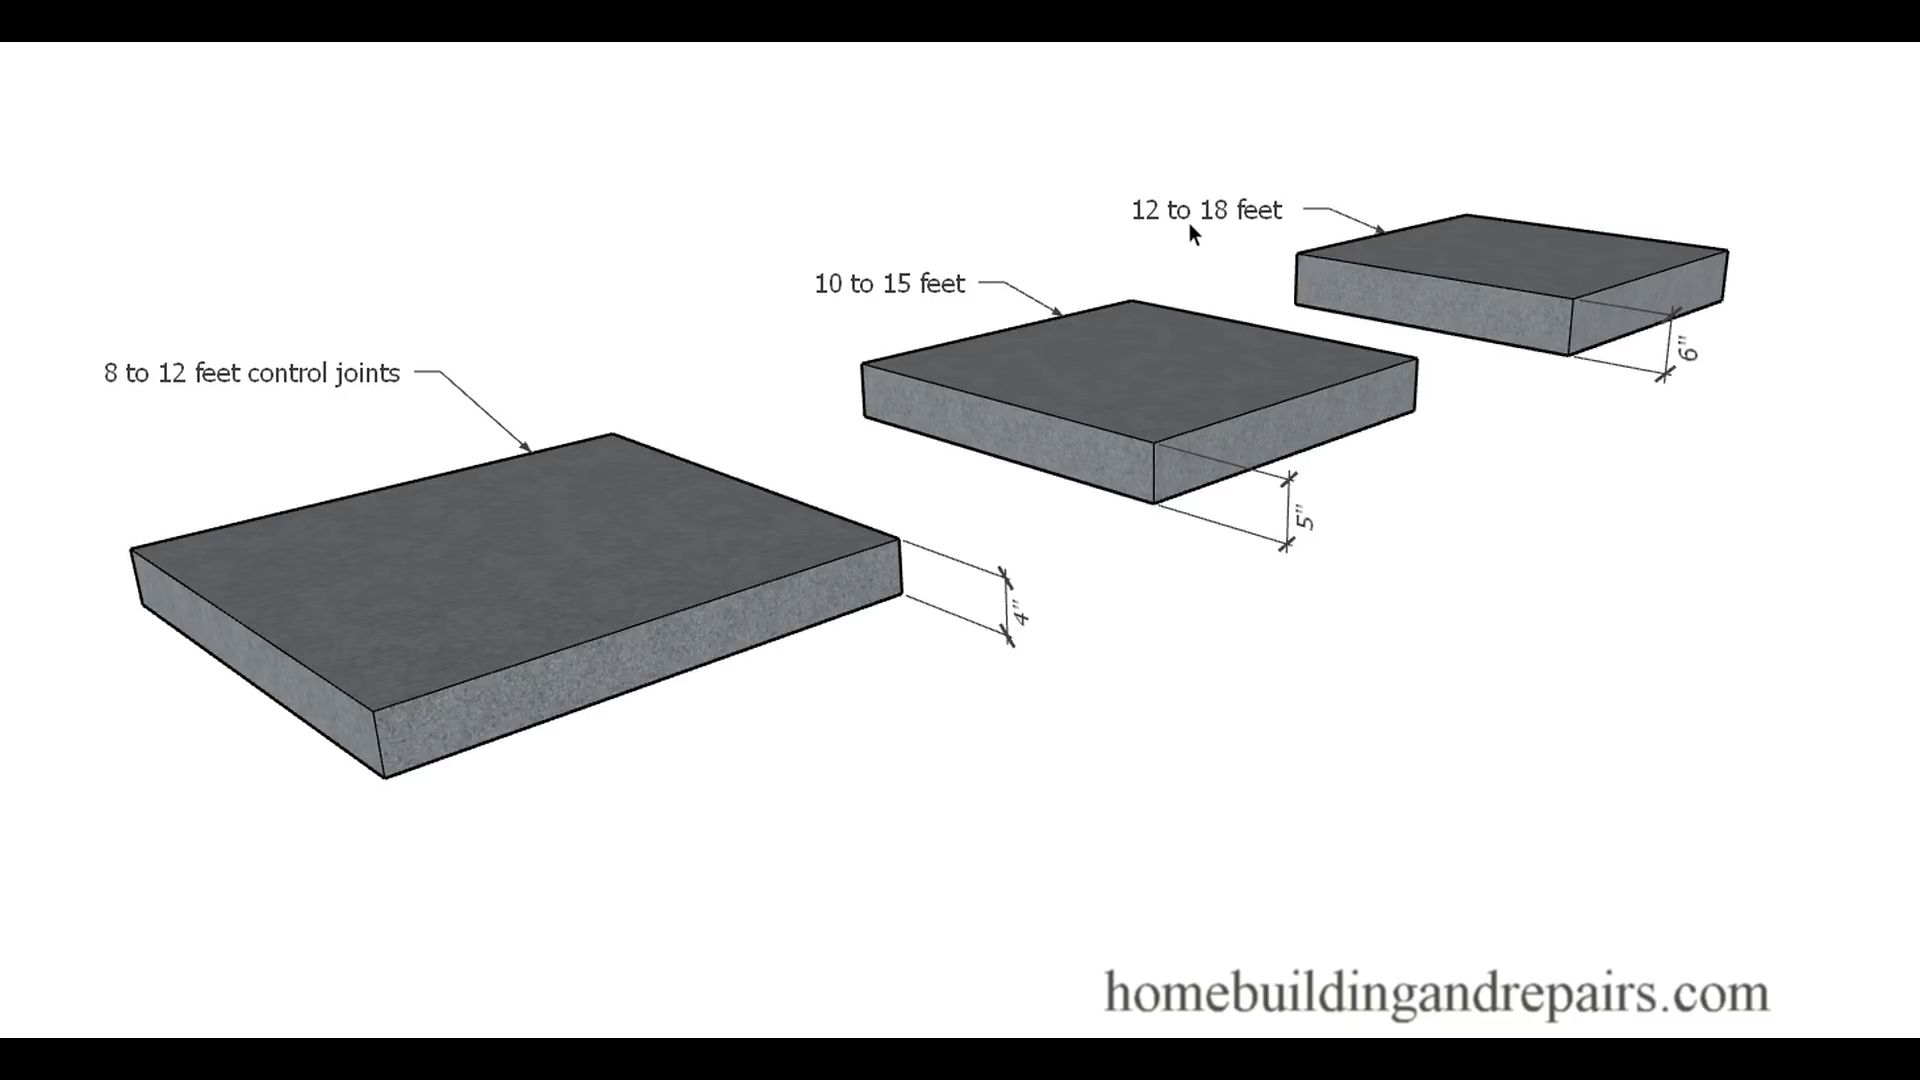 12 to 18 feet
10 to 15 feet
6"
8 to 12 feet control joints
5"
4"
homebuildingandrepairs.com